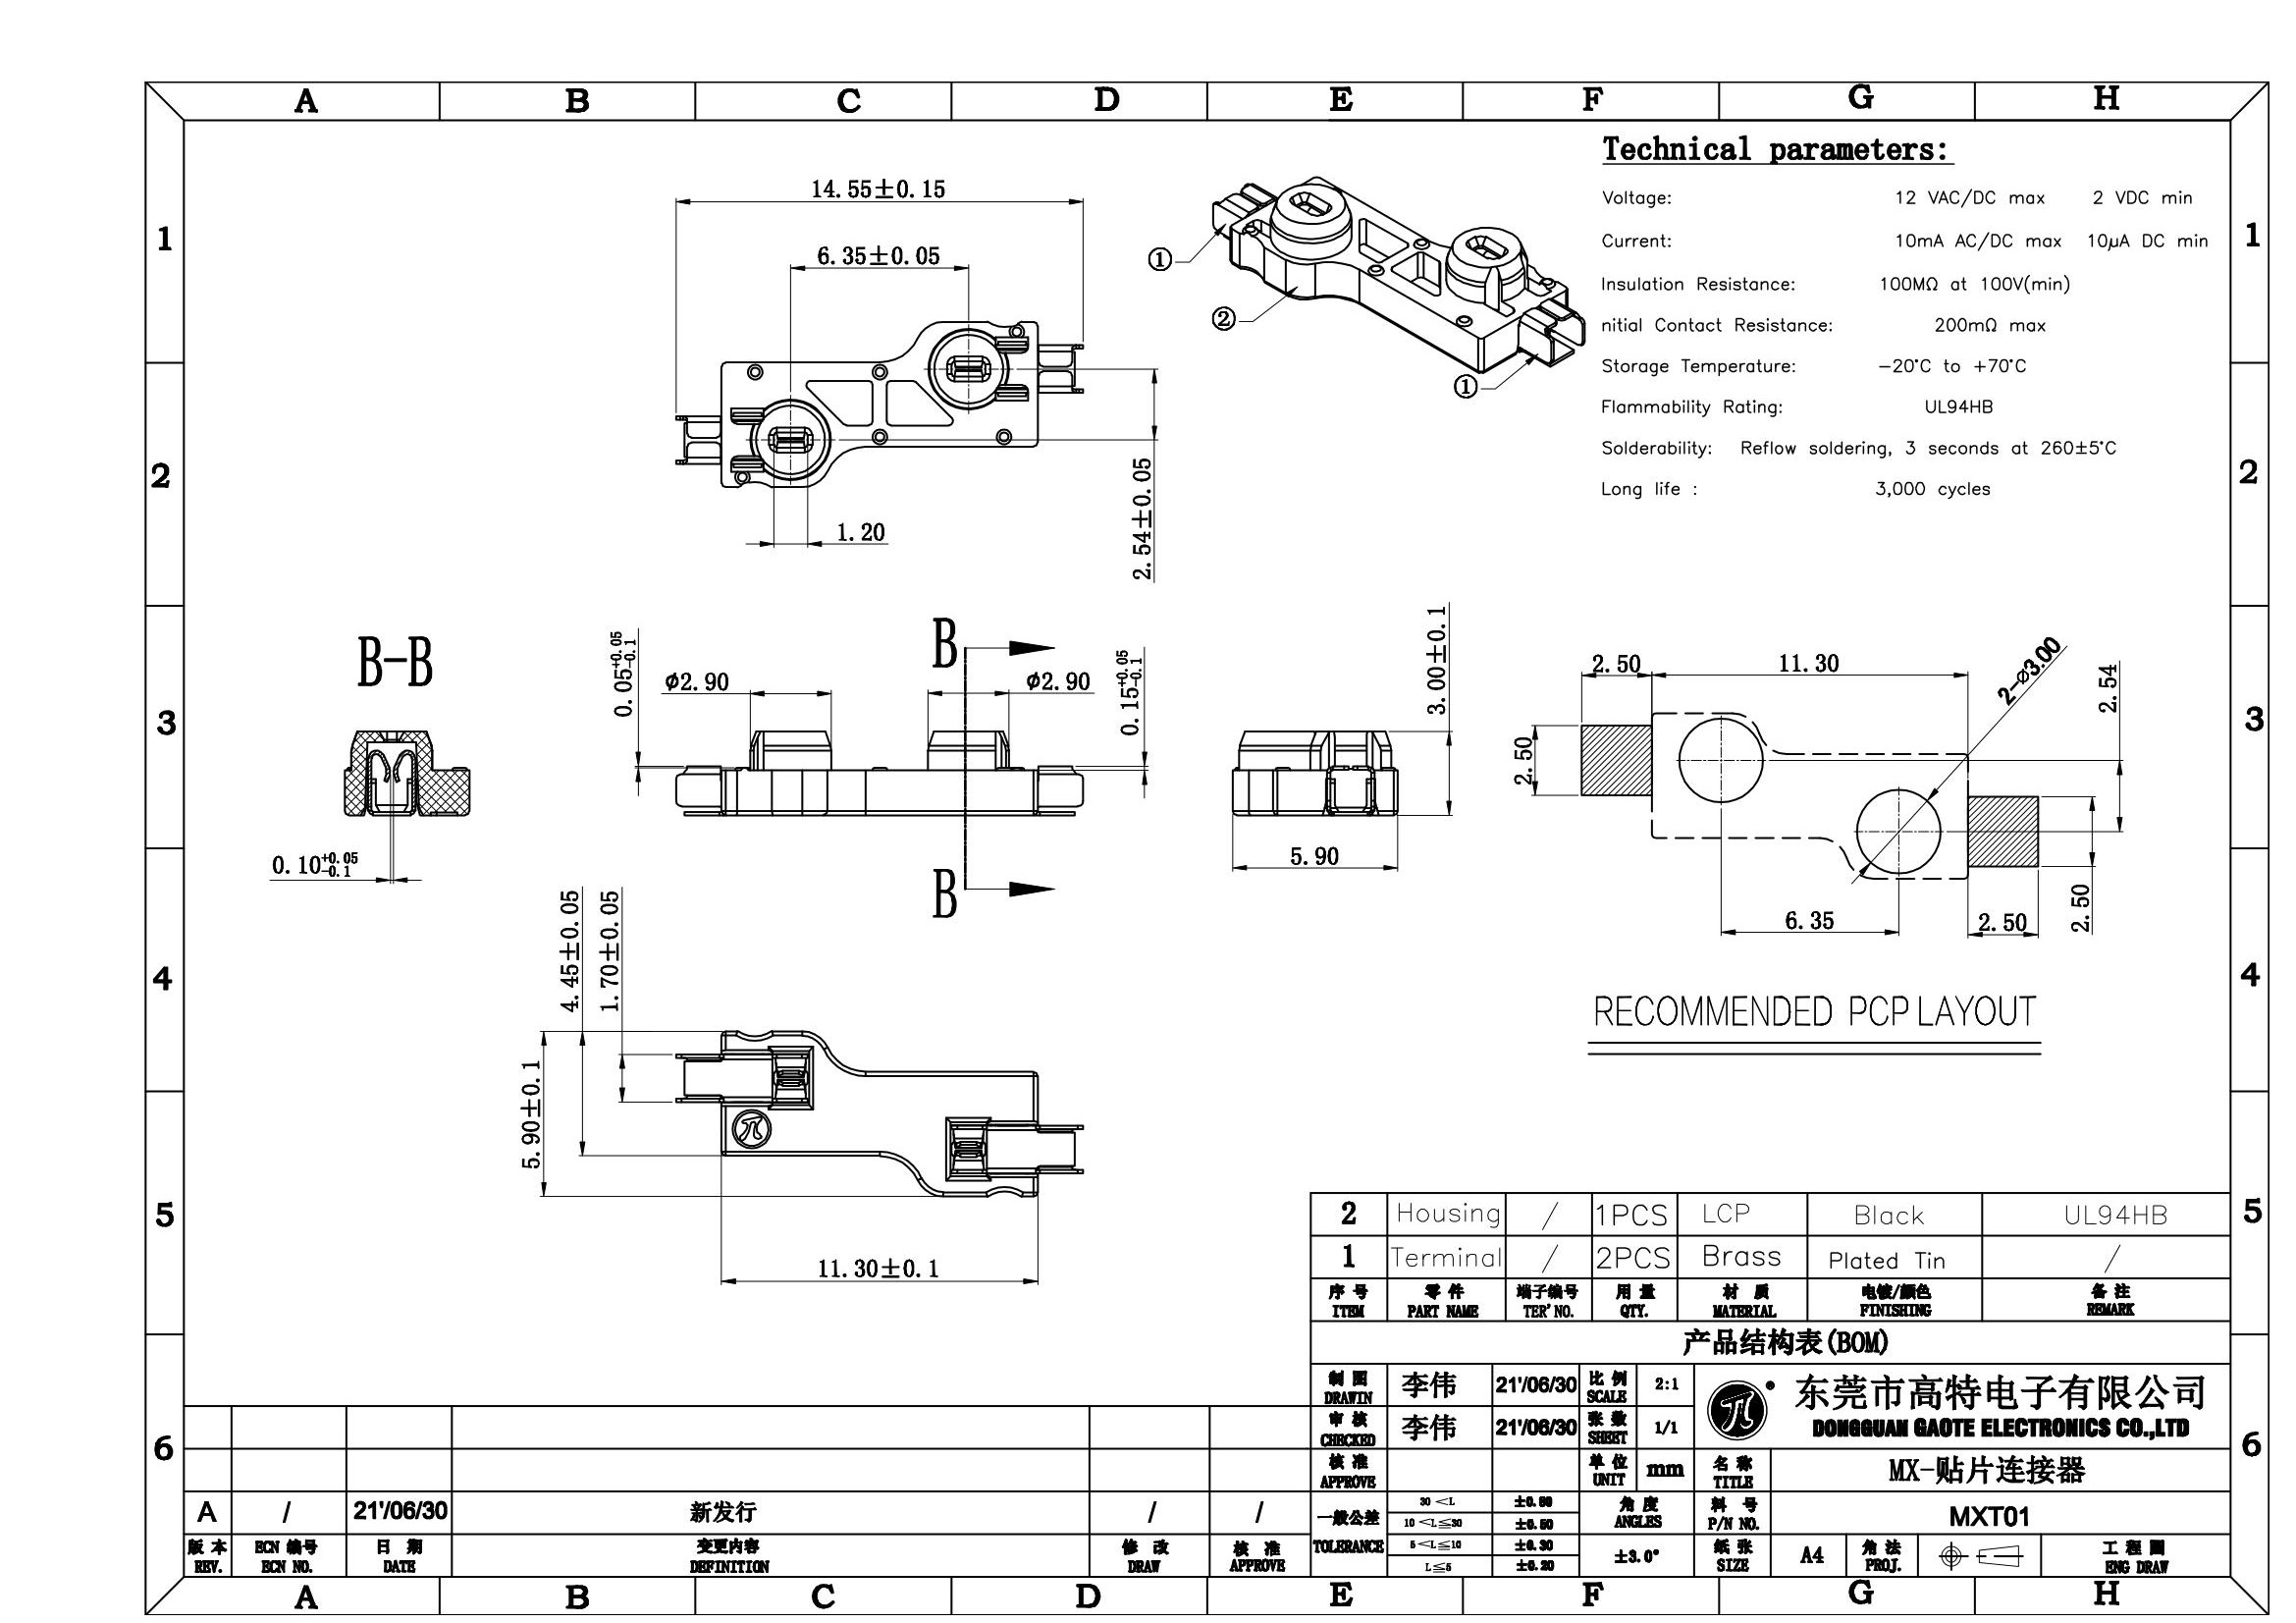 A B C D E F G H
Technical parameters:
Voltage: 12 VAC/DC max 2 VDC min
Current: 10mA AC/DC max 10µA DC min
Insulation Resistance: 100MΩ at 100V(min)
nitial Contact Resistance: 200mΩ max
Storage Temperature: -20°C to +70°C
Flammability Rating: UL94HB
Solderability: Reflow soldering, 3 seconds at 260±5°C
Long life : 3,000 cycles
1 1
2 2
3 3
4 4
5 5
6 6
14.55±0.15
6.35±0.05
1.20
2.54±0.05
①
②
①
B-B
0.10+0.05-0.1
0.05+0.05-0.1
ϕ2.90
B
ϕ2.90
0.15+0.05-0.1
B
3.00±0.1
5.90
2.50
11.30
2-⌀3.00
2.54
2.50
6.35
2.50
2.50
RECOMMENDED PCP LAYOUT
4.45±0.05
1.70±0.05
5.90±0.1
π
11.30±0.1
2 Housing / 1PCS LCP Black UL94HB
1 Terminal / 2PCS Brass Plated Tin /
序号 零件 端子编号 用量 材质 电镀/颜色 备注
ITEM PART NAME TER'NO. QTY. MATERIAL FINISHING REMARK
产品结构表(BOM)
制图 DRAWIN 李伟 21'/06/30 比例 SCALE 2:1
审核 CHECKED 李伟 21'/06/30 张数 SHEET 1/1
核准 APPROVE 单位 UNIT mm
π ® 东莞市高特电子有限公司
DONGGUAN GAOTE ELECTRONICS CO.,LTD
名称 TITLE MX-贴片连接器
一般公差 TOLERANCE
30<L ±0.80
10<L≦30 ±0.50
5<L≦10 ±0.30
L≦5 ±0.20
角度 ANGLES ±3.0°
料号 P/N NO. MXT01
纸张 SIZE A4 角法 PROJ. 工程图 ENG DRAW
A / 21'/06/30 新发行 / /
版本 ECN 编号 日期 变更内容 修改 核准
REV. ECN NO. DATE DEFINITION DRAW APPROVE
A B C D E F G H